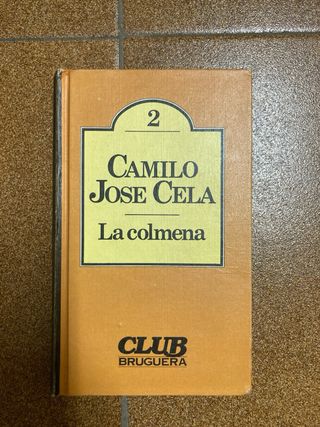 2
CAMILO
JOSE CELA
La colmena
CLUB
BRUGUERA